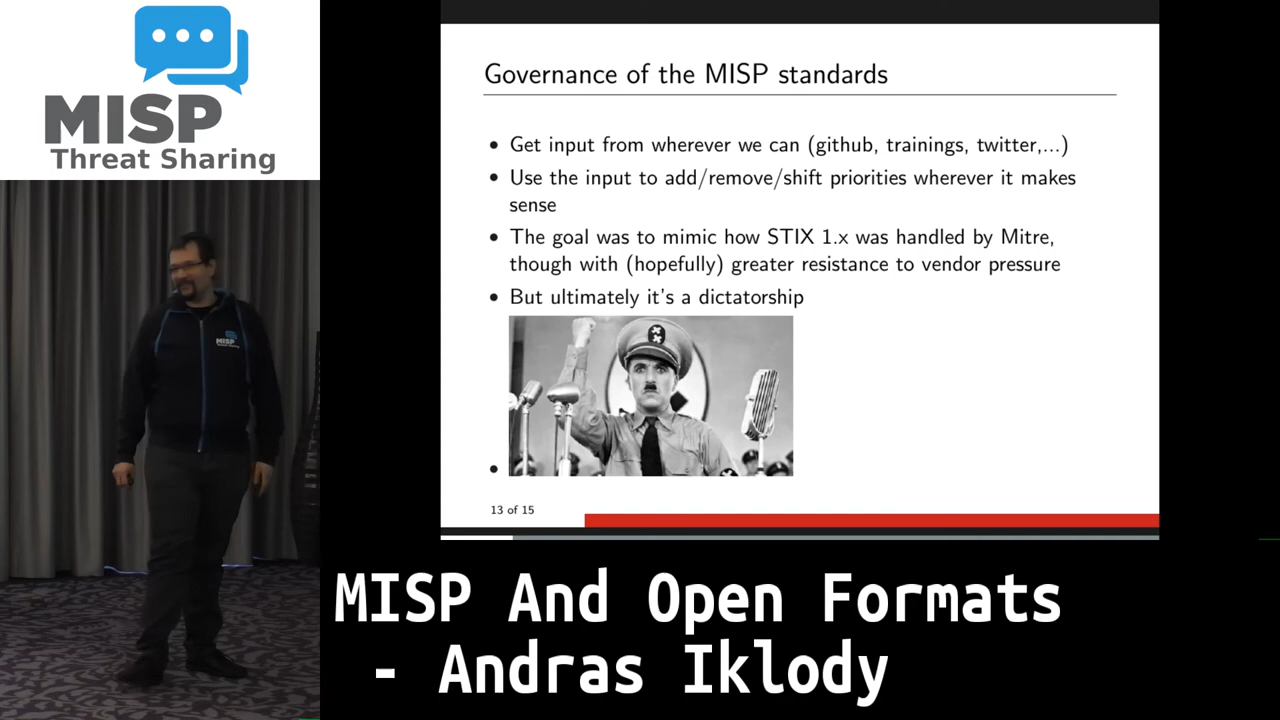 MISP
Threat Sharing
Governance of the MISP standards
• Get input from wherever we can (github, trainings, twitter,...)
• Use the input to add/remove/shift priorities wherever it makes
sense
• The goal was to mimic how STIX 1.x was handled by Mitre,
though with (hopefully) greater resistance to vendor pressure
• But ultimately it's a dictatorship
•
13 of 15
MISP
MISP And Open Formats
- Andras Iklody